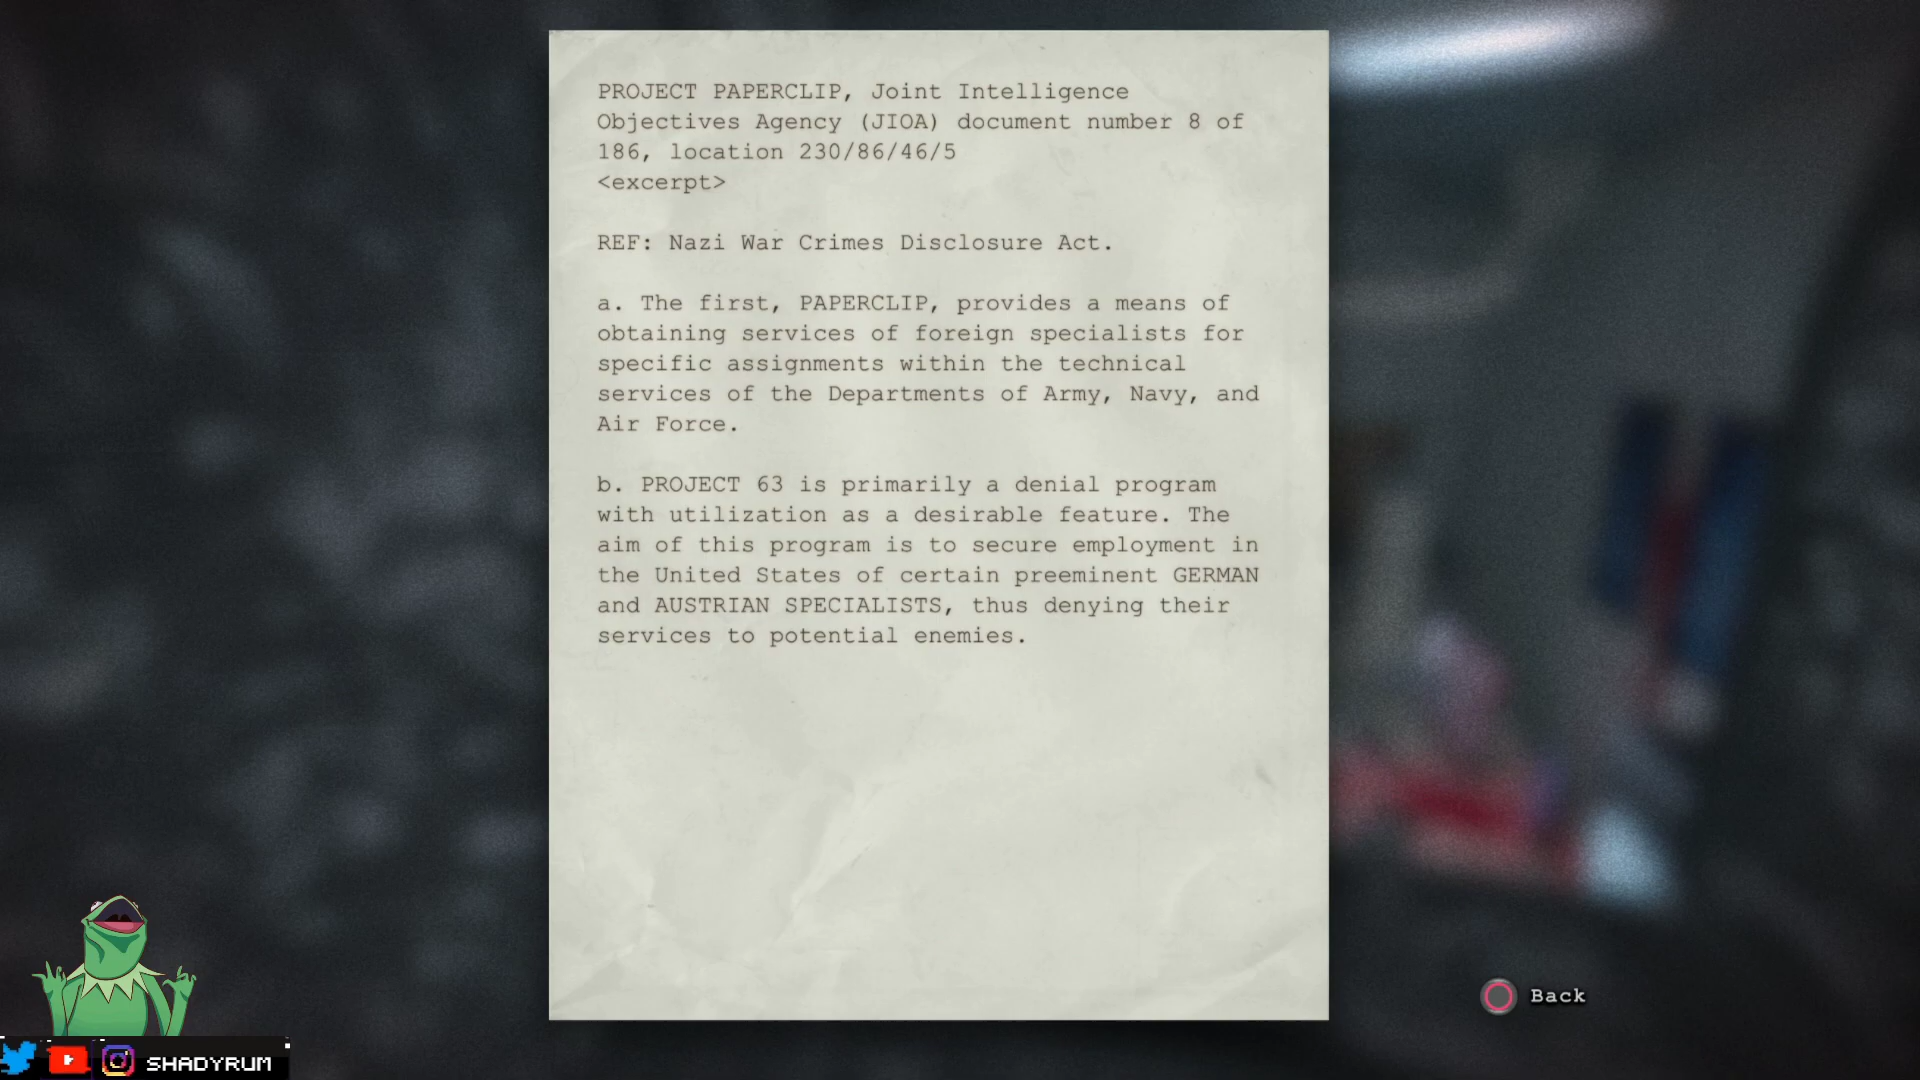 PROJECT PAPERCLIP, Joint Intelligence
Objectives Agency (JIOA) document number 8 of
186, location 230/86/46/5
<excerpt>
REF: Nazi War Crimes Disclosure Act.
a. The first, PAPERCLIP, provides a means of
obtaining services of foreign specialists for
specific assignments within the technical
services of the Departments of Army, Navy, and
Air Force.
b. PROJECT 63 is primarily a denial program
with utilization as a desirable feature. The
aim of this program is to secure employment in
the United States of certain preeminent GERMAN
and AUSTRIAN SPECIALISTS, thus denying their
services to potential enemies.
Back
SHADYRUM